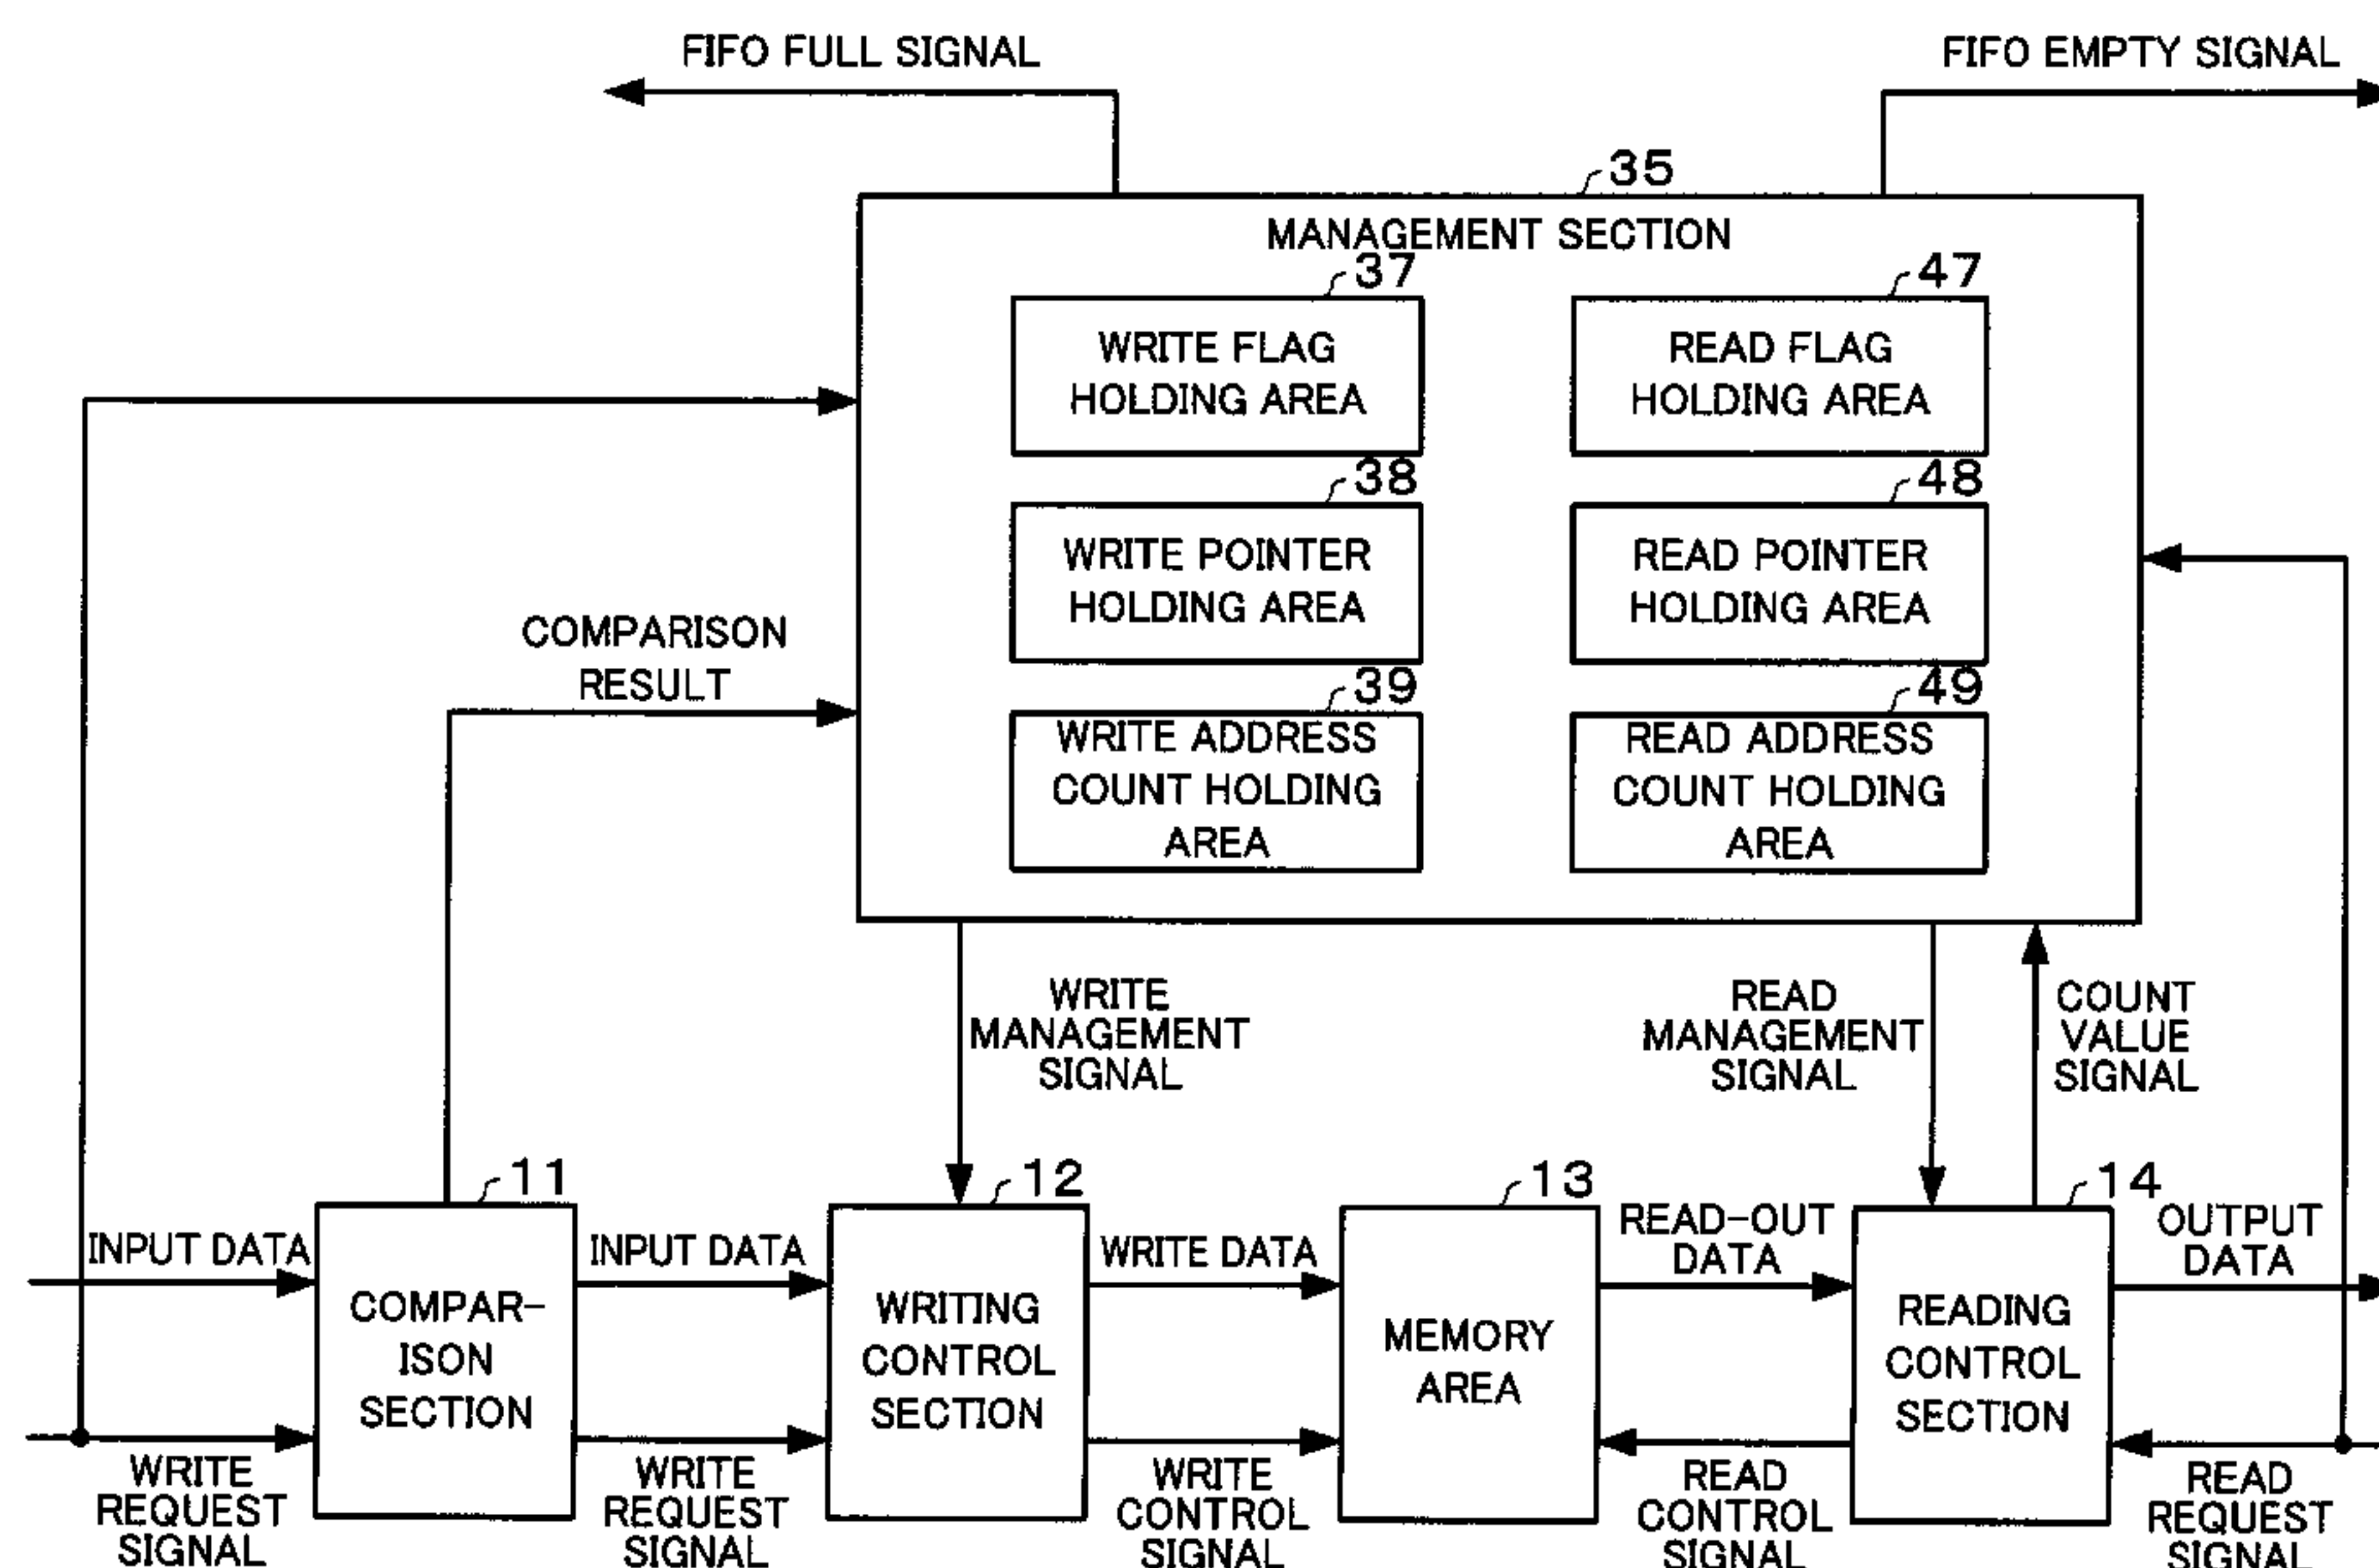 FIFO FULL SIGNAL
FIFO EMPTY SIGNAL
35
MANAGEMENT SECTION
37
WRITE FLAG
HOLDING AREA
47
READ FLAG
HOLDING AREA
38
WRITE POINTER
HOLDING AREA
48
READ POINTER
HOLDING AREA
COMPARISON
RESULT
39
WRITE ADDRESS
COUNT HOLDING
AREA
49
READ ADDRESS
COUNT HOLDING
AREA
WRITE
MANAGEMENT
SIGNAL
READ
MANAGEMENT
SIGNAL
COUNT
VALUE
SIGNAL
INPUT DATA
11
COMPAR-
ISON
SECTION
INPUT DATA
12
WRITING
CONTROL
SECTION
WRITE DATA
13
MEMORY
AREA
READ-OUT
DATA
14
READING
CONTROL
SECTION
OUTPUT
DATA
WRITE
REQUEST
SIGNAL
WRITE
REQUEST
SIGNAL
WRITE
CONTROL
SIGNAL
READ
CONTROL
SIGNAL
READ
REQUEST
SIGNAL